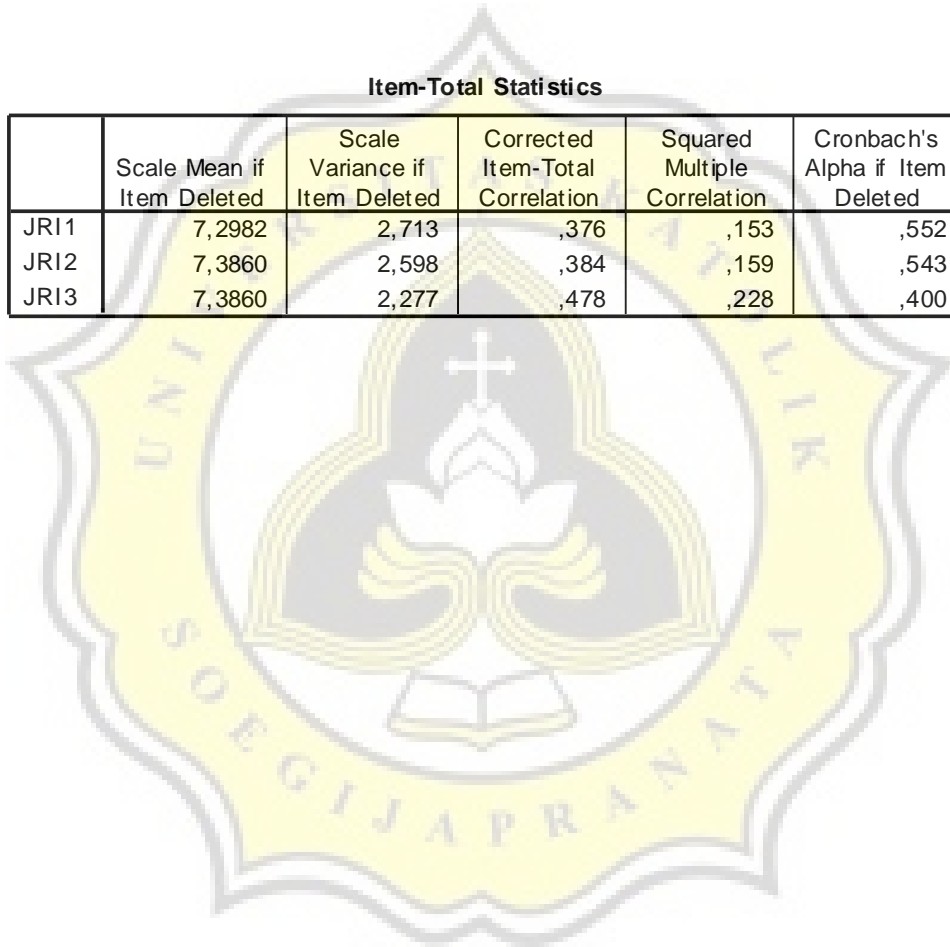 Item-Total Statistics
Scale Mean if Item Deleted Scale Variance if Item Deleted Corrected Item-Total Correlation Squared Multiple Correlation Cronbach's Alpha if Item Deleted
JRI1 7,2982 2,713 ,376 ,153 ,552
JRI2 7,3860 2,598 ,384 ,159 ,543
JRI3 7,3860 2,277 ,478 ,228 ,400
UNIVERSITAS KATOLIK
SOEGIJAPRANATA